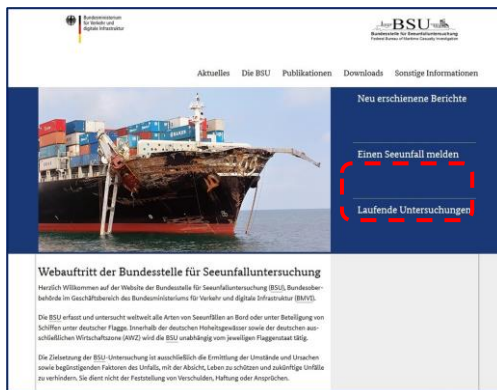 Bundesministerium
für Verkehr und
digitale Infrastruktur
BSU
Bundesstelle für Seeunfalluntersuchung
Federal Bureau of Maritime Casualty Investigation
Aktuelles Die BSU Publikationen Downloads Sonstige Informationen
Neu erschienene Berichte
Einen Seeunfall melden
Laufende Untersuchungen
Webauftritt der Bundesstelle für Seeunfalluntersuchung
Herzlich Willkommen auf der Website der Bundesstelle für Seeunfalluntersuchung (BSU), Bundesober-
behörde im Geschäftsbereich des Bundesministeriums für Verkehr und digitale Infrastruktur (BMVI).
Die BSU erfasst und untersucht weltweit alle Arten von Seeunfällen an Bord oder unter Beteiligung von
Schiffen unter deutscher Flagge. Innerhalb der deutschen Hoheitsgewässer sowie der deutschen aus-
schließlichen Wirtschaftszone (AWZ) wird die BSU unabhängig vom jeweiligen Flaggenstaat tätig.
Die Zielsetzung der BSU-Untersuchung ist ausschließlich die Ermittlung der Umstände und Ursachen
sowie begünstigenden Faktoren des Unfalls, mit der Absicht, Leben zu schützen und zukünftige Unfälle
zu verhindern. Sie dient nicht der Feststellung von Verschulden, Haftung oder Ansprüchen.